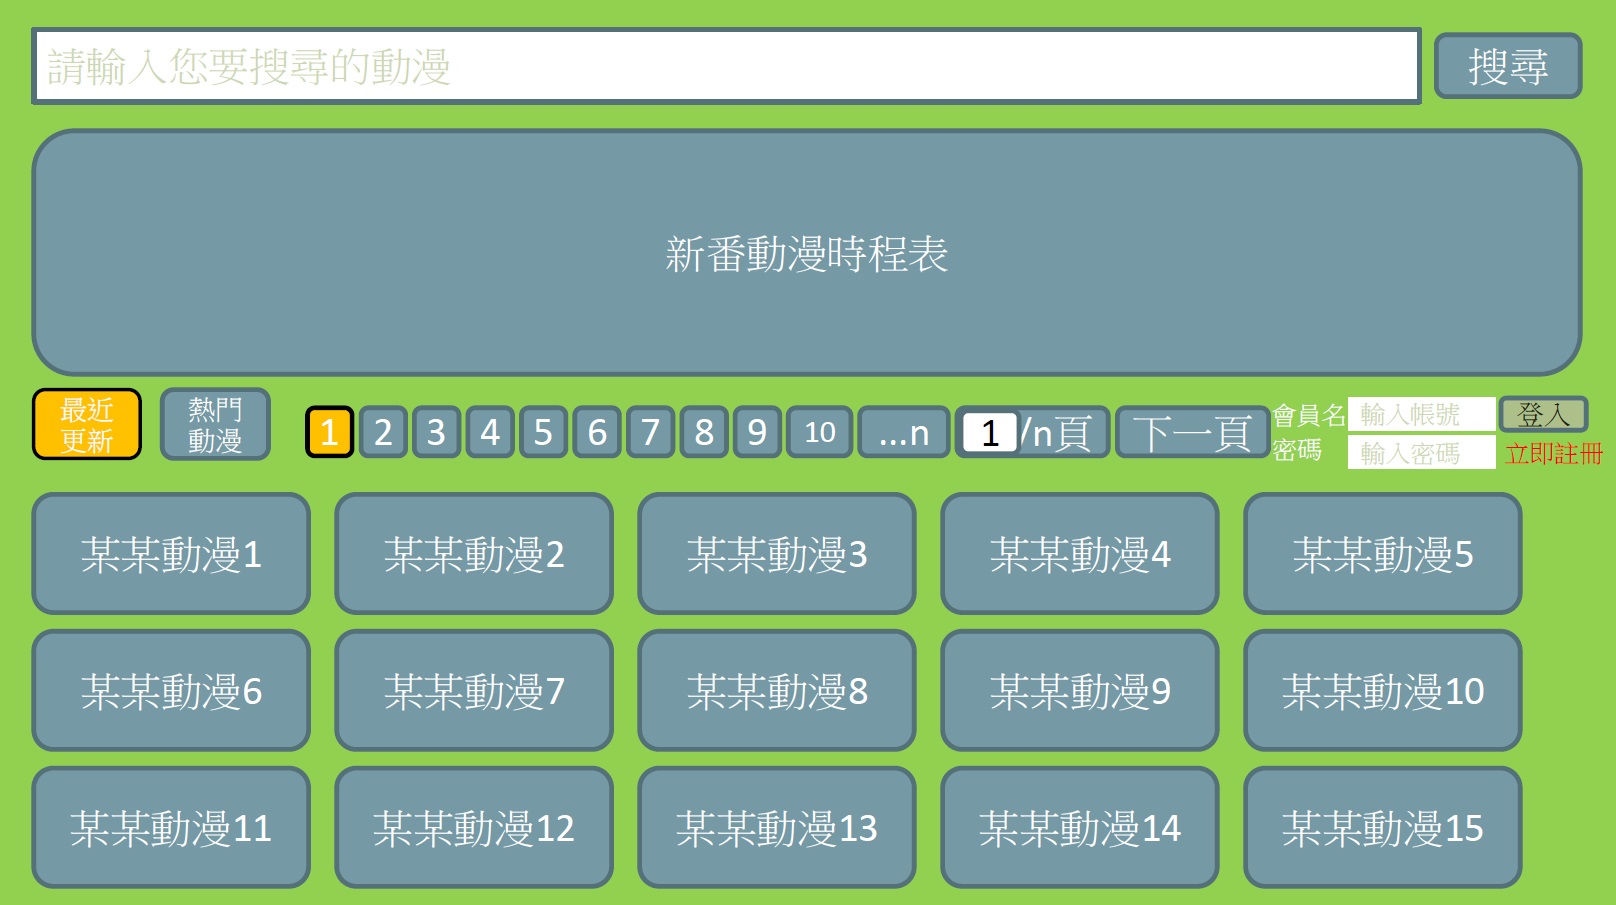 請輸入您要搜尋的動漫
搜尋
新番動漫時程表
最近
更新
熱門
動漫
1
2
3
4
5
6
7
8
9
10
...n
1/n頁
下一頁
會員名
輸入帳號
登入
密碼
輸入密碼
立即註冊
某某動漫1
某某動漫2
某某動漫3
某某動漫4
某某動漫5
某某動漫6
某某動漫7
某某動漫8
某某動漫9
某某動漫10
某某動漫11
某某動漫12
某某動漫13
某某動漫14
某某動漫15